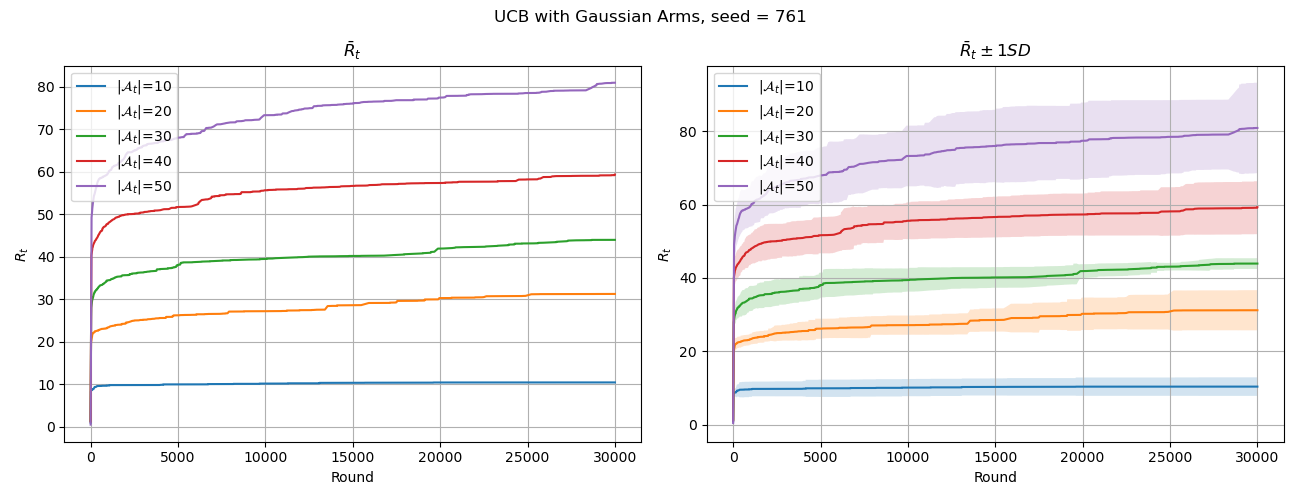 UCB with Gaussian Arms, seed = 761
R̄ₜ
|𝒜ₜ|=10
|𝒜ₜ|=20
|𝒜ₜ|=30
|𝒜ₜ|=40
|𝒜ₜ|=50
80
70
60
50
40
30
20
10
0
Rₜ
0 5000 10000 15000 20000 25000 30000
Round
R̄ₜ ± 1SD
|𝒜ₜ|=10
|𝒜ₜ|=20
|𝒜ₜ|=30
|𝒜ₜ|=40
|𝒜ₜ|=50
80
60
40
20
0
Rₜ
0 5000 10000 15000 20000 25000 30000
Round